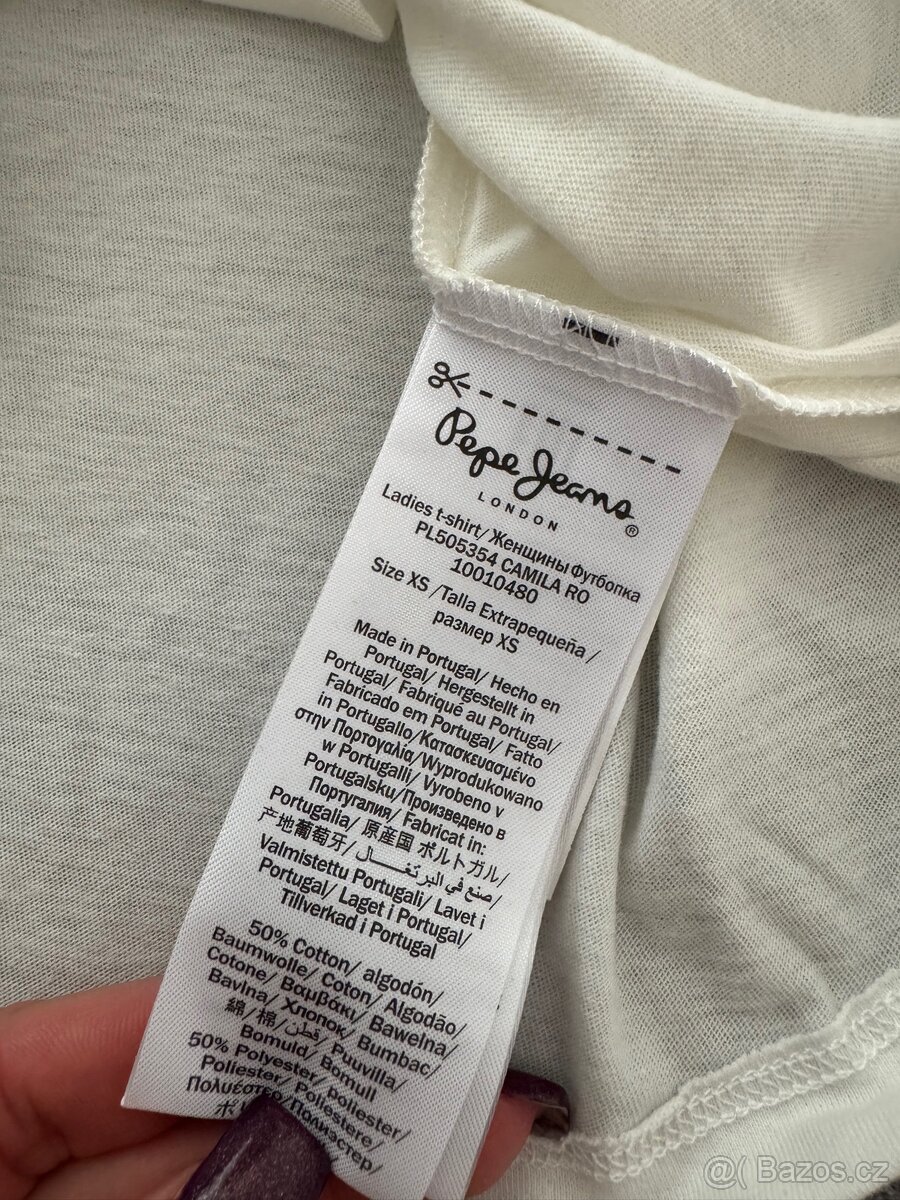 Pepe Jeans
LONDON
®
Ladies t-shirt/ Женщины Футболка
PL505354 CAMILA RO
10010480
Size XS /Talla Extrapequeña /
размер XS
Made in Portugal/ Hecho en
Portugal/ Hergestellt in
Portugal/ Fabriqué au Portugal/
Fabricado em Portugal/ Fatto
in Portugallo/Κατασκευασμένο
στην Πορτογαλία/Wyprodukowano
w Portugalii/ Vyrobeno v
Portugalsku/Произведено в
Португалия/ Fabricat in:
Portugalia/ 原産国 ポルトガル/
产地葡萄牙/ صنع في البرتغال/
Valmistettu Portugali/ Lavet i
Portugal/ Laget i Portugal/
Tillverkad i Portugal
50% Cotton/ algodón/
Baumwolle/ Coton/ Algodão/
Cotone/ Βαμβάκι/ Bawełna/
Bavlna/ Хлопок/ Bumbac/
綿/棉/قطن/ Puuvilla/
Bomuld/ Bomull
50% Polyester/ poliéster/
Poliester/ Poliestere/
Πολυέστερ/Полиэстер/
ポ
@( Bazos.cz